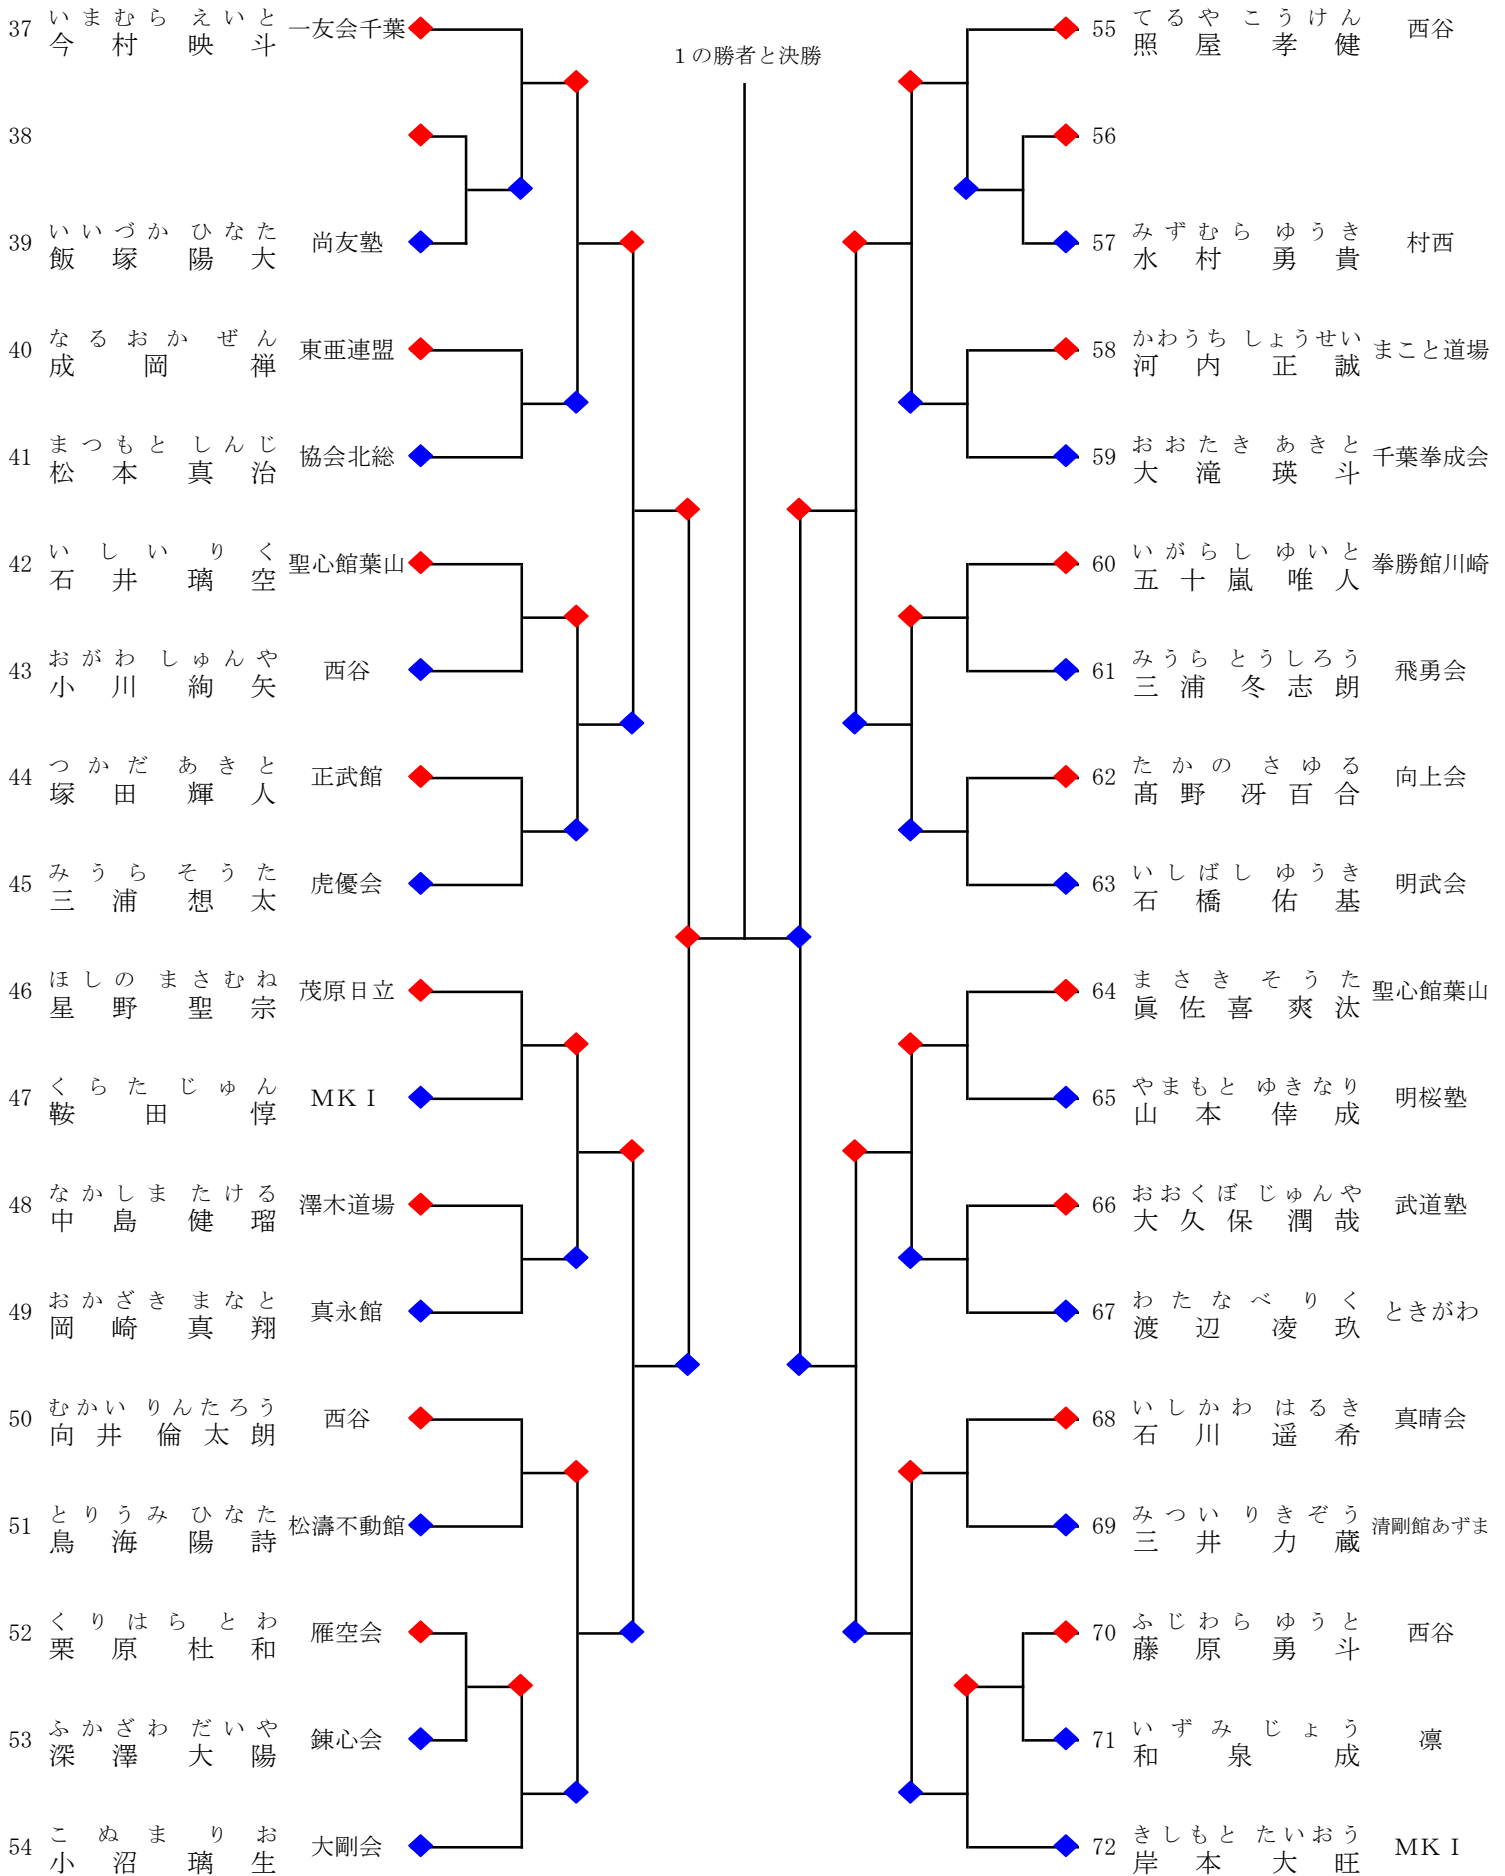 1の勝者と決勝
いまむら えいと
37 今村 映斗 一友会千葉
38
いいづか ひなた
39 飯塚 陽大 尚友塾
なるおか ぜん
40 成岡 禅 東亜連盟
まつもと しんじ
41 松本 真治 協会北総
いしい りく
42 石井 璃空 聖心館葉山
おがわ しゅんや
43 小川 絢矢 西谷
つかだ あきと
44 塚田 輝人 正武館
みうら そうた
45 三浦 想太 虎優会
ほしの まさむね
46 星野 聖宗 茂原日立
くらた じゅん
47 鞍田 惇 MKI
なかしま たける
48 中島 健瑠 澤木道場
おかざき まなと
49 岡崎 真翔 真永館
むかい りんたろう
50 向井 倫太朗 西谷
とりうみ ひなた
51 鳥海 陽詩 松濤不動館
くりはら とわ
52 栗原 杜和 雁空会
ふかざわ だいや
53 深澤 大陽 錬心会
こぬま りお
54 小沼 璃生 大剛会
てるや こうけん
55 照屋 孝健 西谷
56
みずむら ゆうき
57 水村 勇貴 村西
かわうち しょうせい
58 河内 正誠 まこと道場
おおたき あきと
59 大滝 瑛斗 千葉拳成会
いがらし ゆいと
60 五十嵐 唯人 拳勝館川崎
みうら とうしろう
61 三浦 冬志朗 飛勇会
たかの さゆる
62 髙野 冴百合 向上会
いしばし ゆうき
63 石橋 佑基 明武会
まさき そうた
64 眞佐喜 爽汰 聖心館葉山
やまもと ゆきなり
65 山本 倖成 明桜塾
おおくぼ じゅんや
66 大久保 潤哉 武道塾
わたなべ りく
67 渡辺 凌玖 ときがわ
いしかわ はるき
68 石川 遥希 真晴会
みつい りきぞう
69 三井 力蔵 清剛館あずま
ふじわら ゆうと
70 藤原 勇斗 西谷
いずみ じょう
71 和泉 成 凛
きしもと たいおう
72 岸本 大旺 MKI